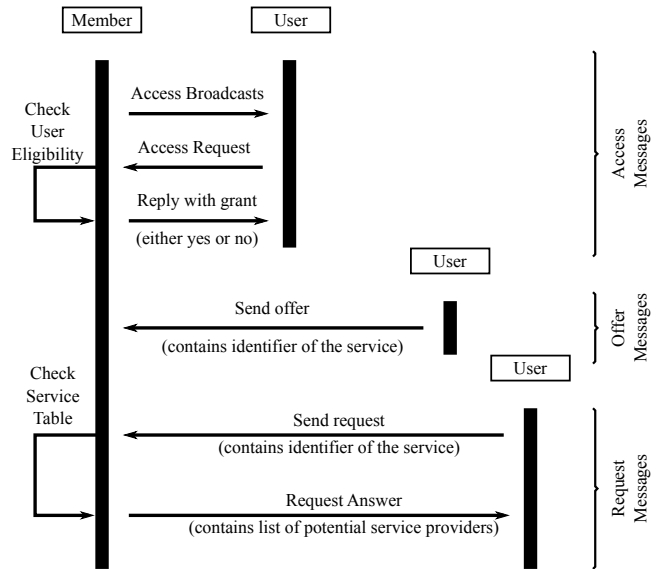 Member
User
Access Broadcasts
Check
User
Eligibility
Access Request
Reply with grant
(either yes or no)
Access
Messages
User
Send offer
(contains identifier of the service)
Offer
Messages
User
Check
Service
Table
Send request
(contains identifier of the service)
Request Answer
(contains list of potential service providers)
Request
Messages